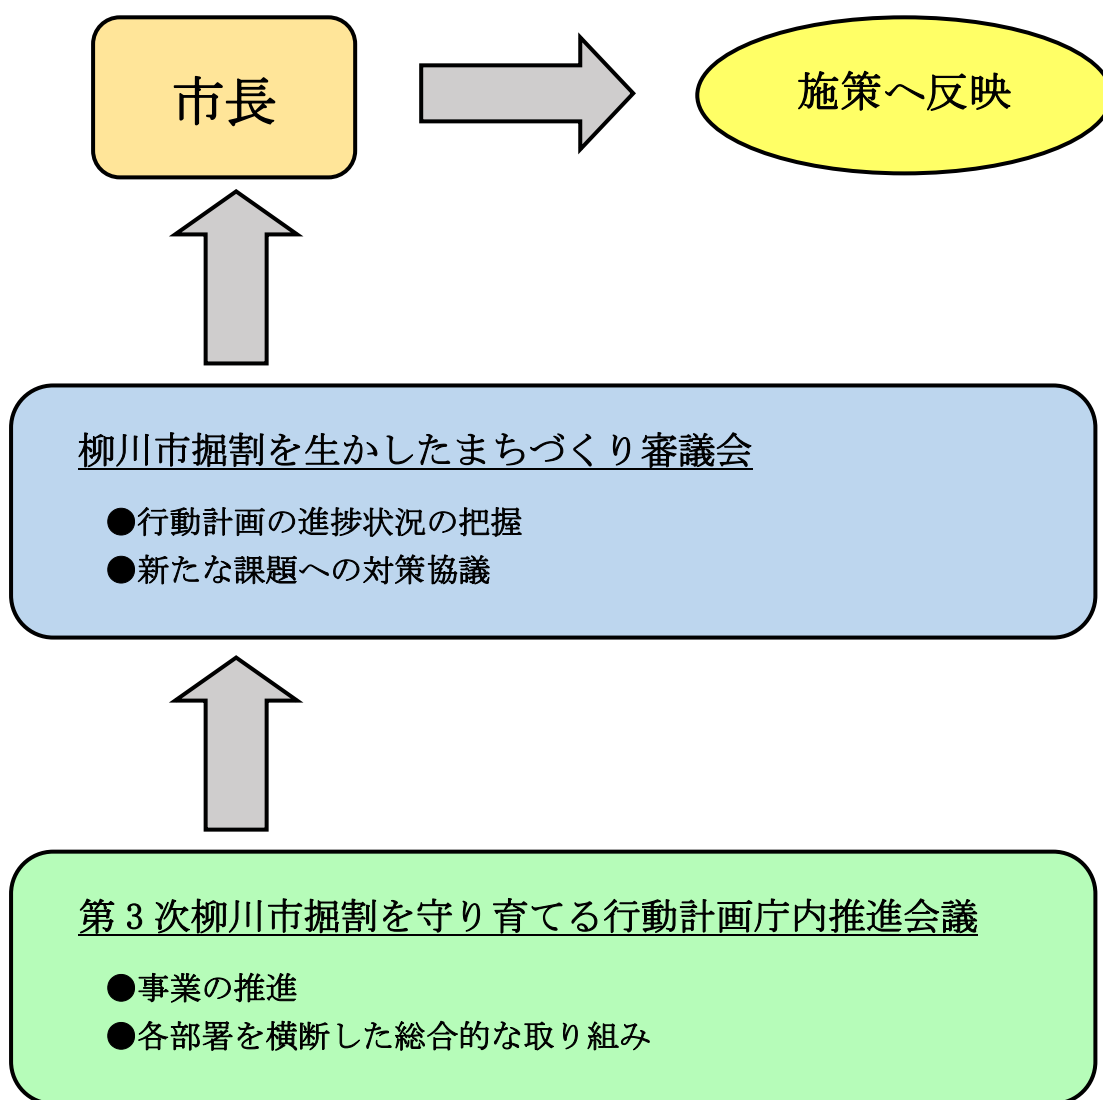 市長
施策へ反映
柳川市掘割を生かしたまちづくり審議会
●行動計画の進捗状況の把握
●新たな課題への対策協議
第3次柳川市掘割を守り育てる行動計画庁内推進会議
●事業の推進
●各部署を横断した総合的な取り組み